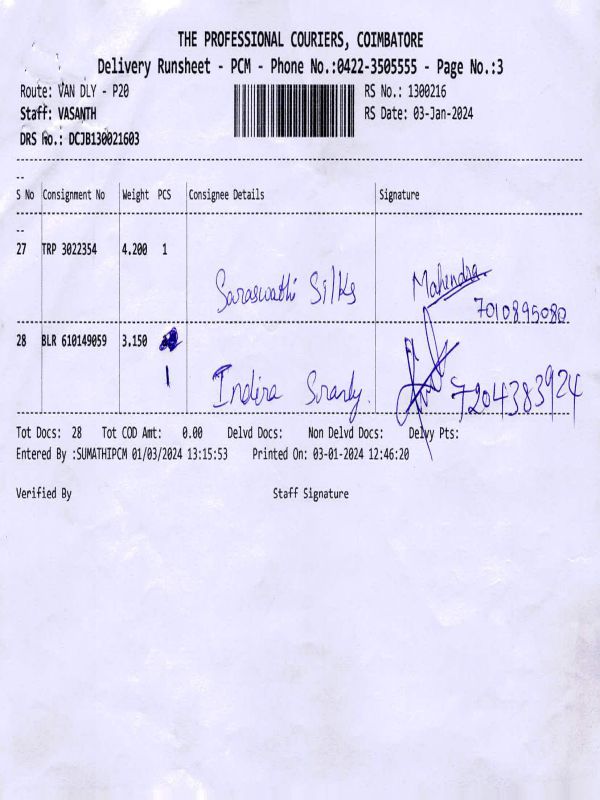 THE PROFESSIONAL COURIERS, COIMBATORE
Delivery Runsheet - PCM - Phone No.:0422-3505555 - Page No.:3
Route: VAN DLY - P20 RS No.: 1300216
Staff: VASANTH RS Date: 03-Jan-2024
DRS No.: DCJB130021603
--
S No Consignment No Weight PCS Consignee Details Signature
--
27 TRP 3022354 4.200 1
Saraswathi Silks Mahendra
7010895080
28 BLR 610149059 3.150
1 Indira 7204383924
Tot Docs: 28 Tot COD Amt: 0.00 Delvd Docs: Non Delvd Docs: Delvy Pts:
Entered By :SUMATHIPCM 01/03/2024 13:15:53 Printed On: 03-01-2024 12:46:20
Verified By Staff Signature